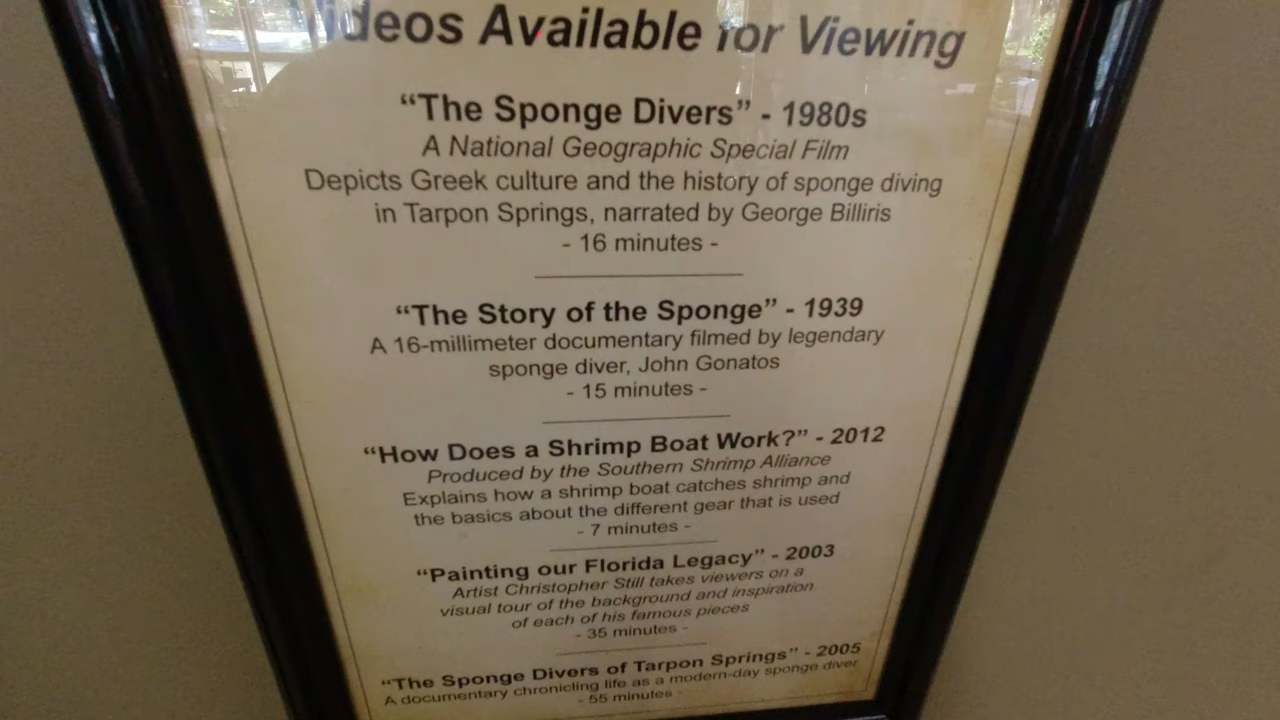 Videos Available for Viewing
“The Sponge Divers” - 1980s
A National Geographic Special Film
Depicts Greek culture and the history of sponge diving
in Tarpon Springs, narrated by George Billiris
- 16 minutes -
“The Story of the Sponge” - 1939
A 16-millimeter documentary filmed by legendary
sponge diver, John Gonatos
- 15 minutes -
“How Does a Shrimp Boat Work?” - 2012
Produced by the Southern Shrimp Alliance
Explains how a shrimp boat catches shrimp and
the basics about the different gear that is used
- 7 minutes -
“Painting our Florida Legacy” - 2003
Artist Christopher Still takes viewers on a
visual tour of the background and inspiration
of each of his famous pieces
- 35 minutes -
“The Sponge Divers of Tarpon Springs” - 2005
A documentary chronicling life as a modern-day sponge diver
- 55 minutes -